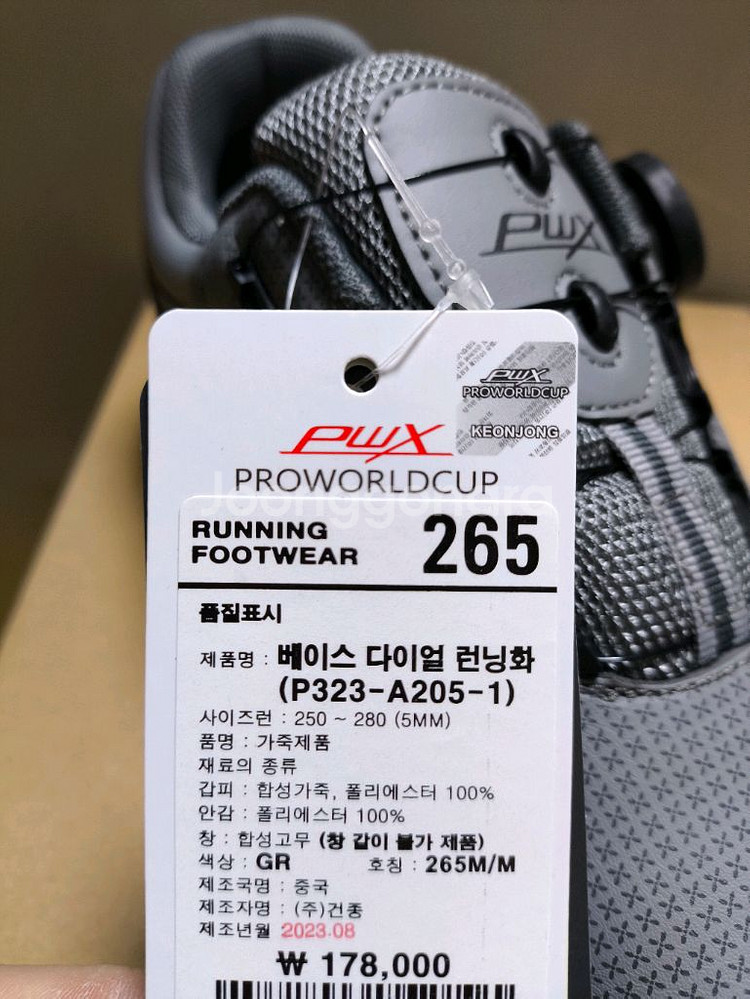 PWX
PWX
PROWORLDCUP
KEONJONG
PWX
PROWORLDCUP
Joonggonara
RUNNING
FOOTWEAR
265
품질표시
제품명 : 베이스 다이얼 런닝화
(P323-A205-1)
사이즈런 : 250 ~ 280 (5MM)
품명 : 가죽제품
재료의 종류
갑피 : 합성가죽, 폴리에스터 100%
안감 : 폴리에스터 100%
창 : 합성고무 (창 갈이 불가 제품)
색상 : GR 호칭 : 265M/M
제조국명 : 중국
제조자명 : (주)건종
제조년월 2023.08
₩ 178,000